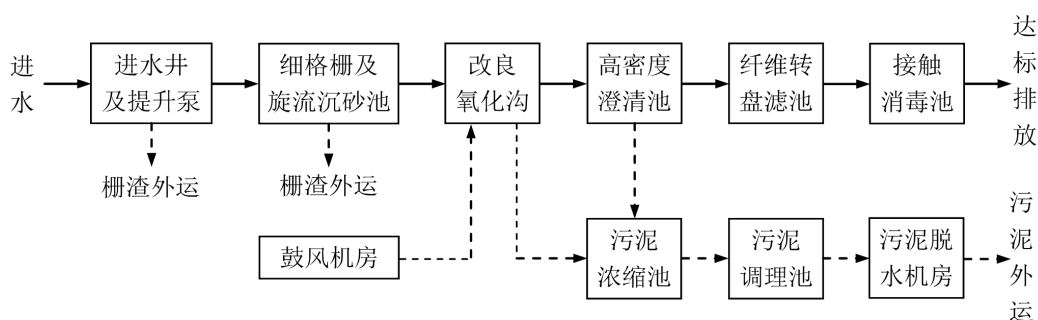 进水
进水井
及提升泵
细格栅及
旋流沉砂池
改良
氧化沟
高密度
澄清池
纤维转
盘滤池
接触
消毒池
达标排放
栅渣外运
栅渣外运
鼓风机房
污泥
浓缩池
污泥
调理池
污泥脱
水机房
污泥外运